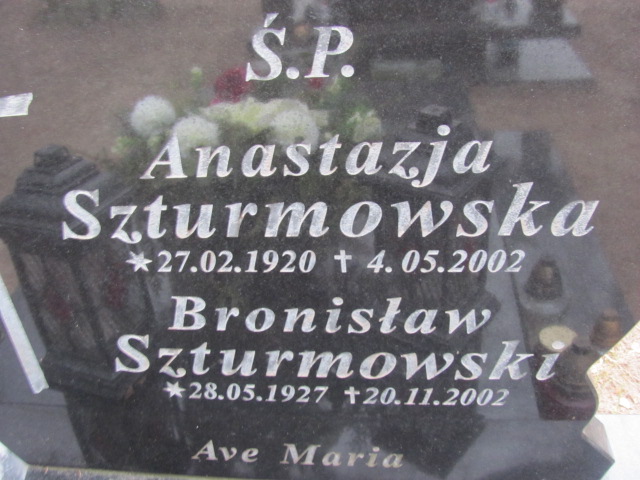 Ś.P.
Anastazja
Szturmowska
★27.02.1920 ✝ 4.05.2002
Bronisław
Szturmowski
★28.05.1927 ✝20.11.2002
Ave Maria